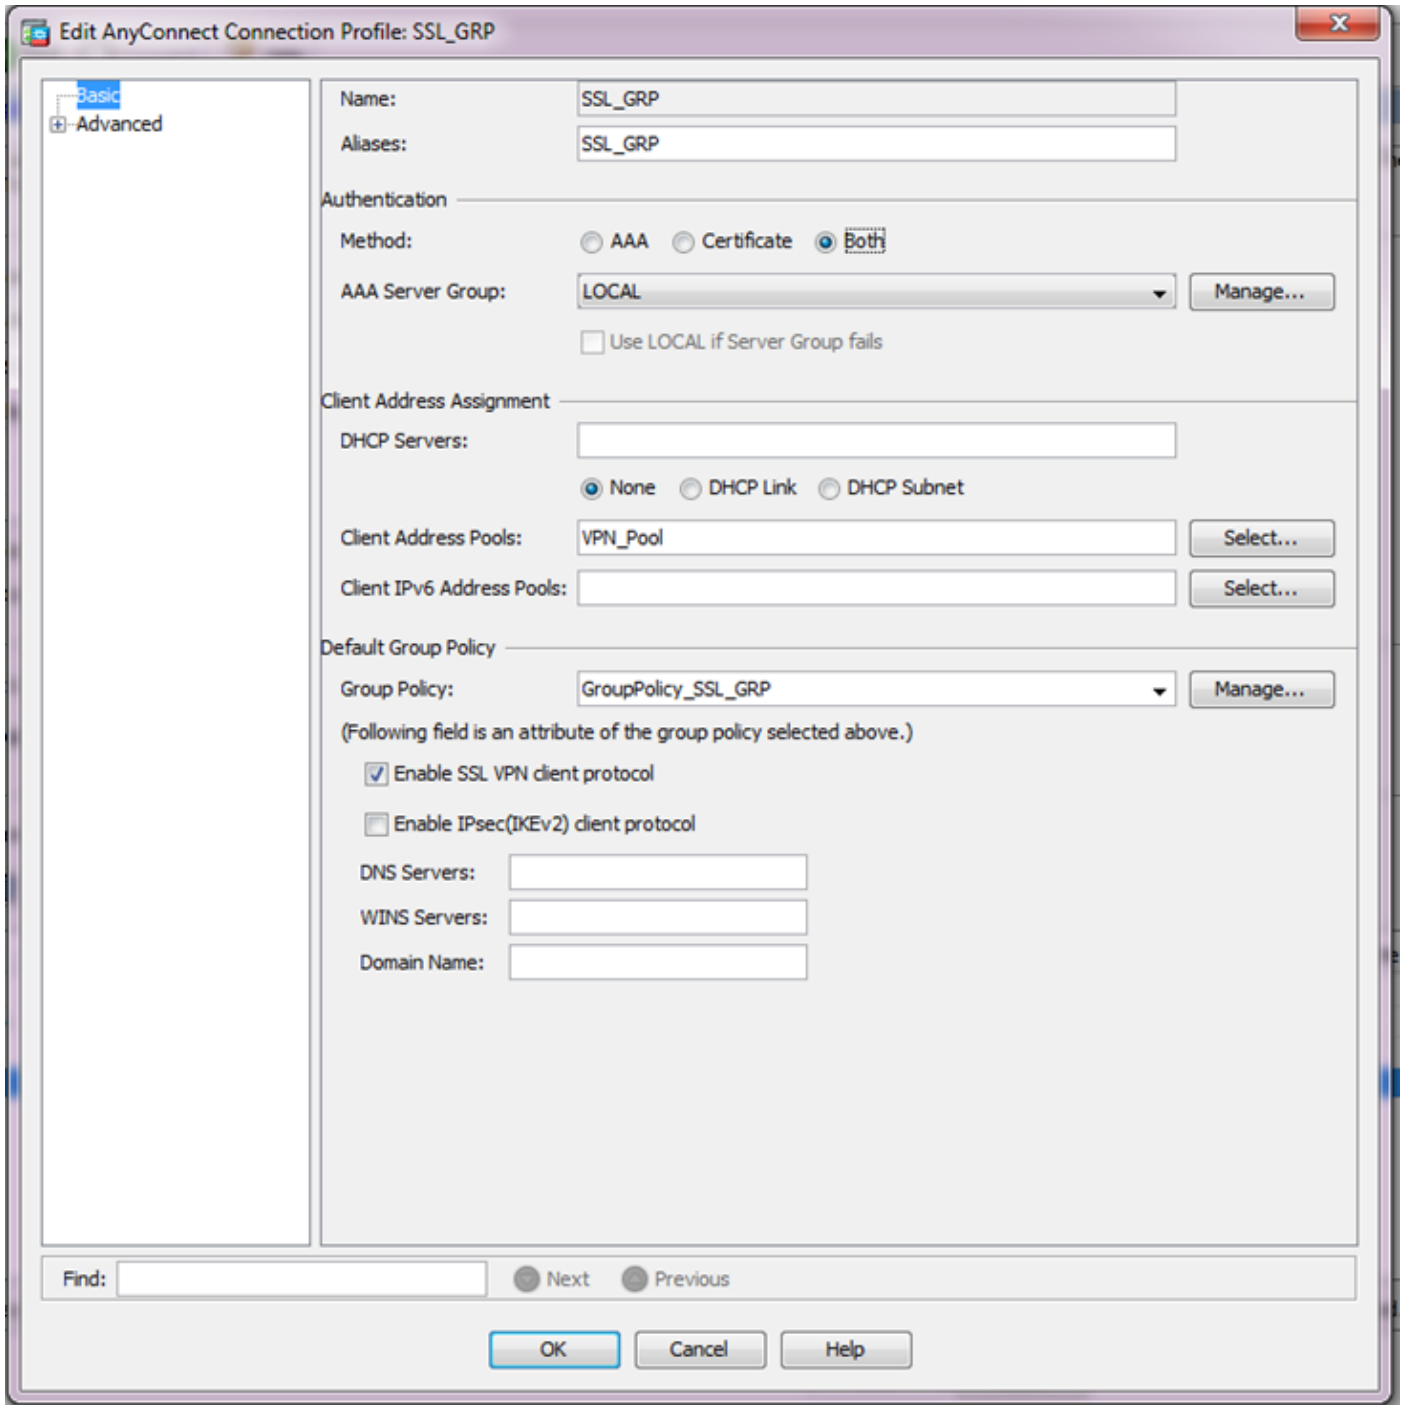 Edit AnyConnect Connection Profile: SSL_GRP
Basic
Advanced
Name: SSL_GRP
Aliases: SSL_GRP
Authentication
Method: AAA Certificate Both
AAA Server Group: LOCAL Manage...
Use LOCAL if Server Group fails
Client Address Assignment
DHCP Servers:
None DHCP Link DHCP Subnet
Client Address Pools: VPN_Pool Select...
Client IPv6 Address Pools: Select...
Default Group Policy
Group Policy: GroupPolicy_SSL_GRP Manage...
(Following field is an attribute of the group policy selected above.)
Enable SSL VPN client protocol
Enable IPsec(IKEv2) client protocol
DNS Servers:
WINS Servers:
Domain Name:
Find: Next Previous
OK Cancel Help